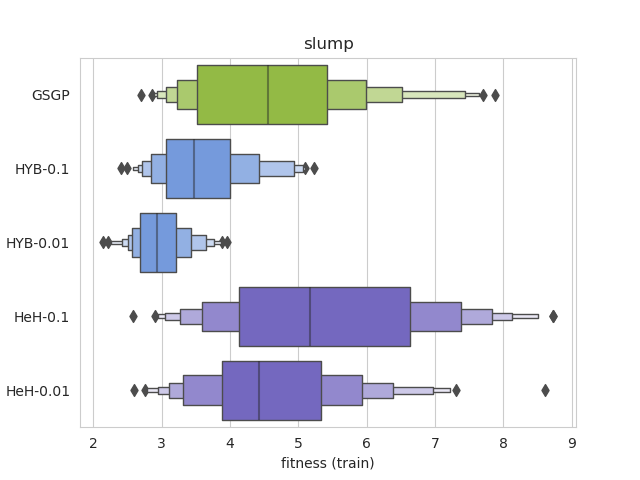 slump
GSGP
HYB-0.1
HYB-0.01
HeH-0.1
HeH-0.01
2 3 4 5 6 7 8 9
fitness (train)